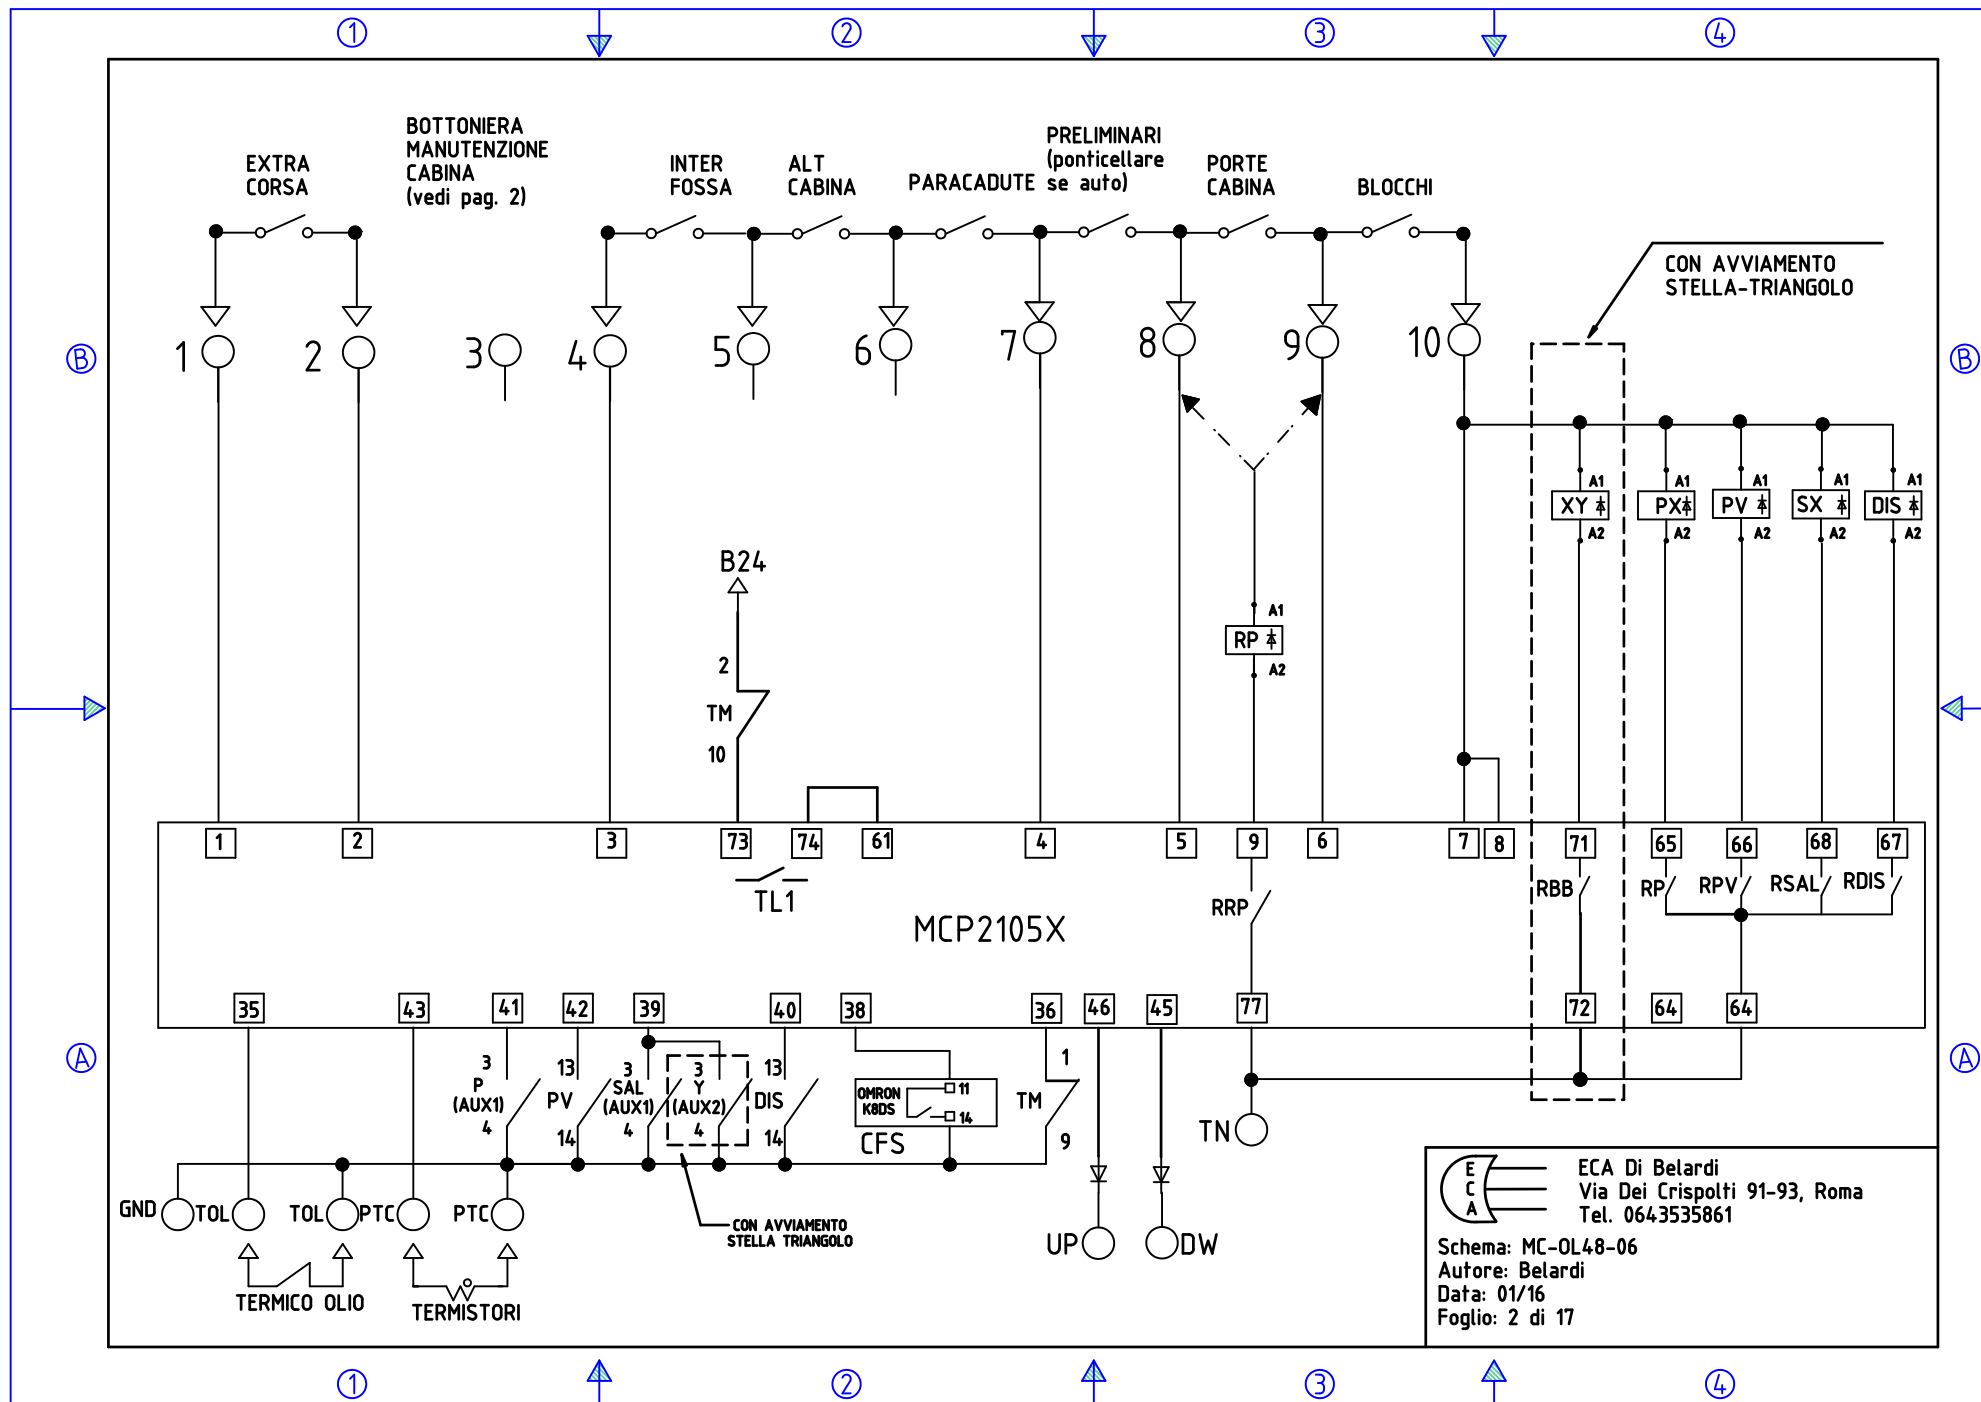 1
2
3
4
EXTRA
CORSA
BOTTONIERA
MANUTENZIONE
CABINA
(vedi pag. 2)
INTER
FOSSA
ALT
CABINA
PARACADUTE
PRELIMINARI
(ponticellare
se auto)
PORTE
CABINA
BLOCCHI
CON AVVIAMENTO
STELLA-TRIANGOLO
B
B
1
2
3
4
5
6
7
8
9
10
A1
A1
A1
A1
A1
XY
PX
PV
SX
DIS
A2
A2
A2
A2
A2
B24
2
TM
10
A1
RP
A2
1
2
3
73
74
61
4
5
9
6
7
8
71
65
66
68
67
TL1
RRP
RBB
RP
RPV
RSAL
RDIS
MCP2105X
35
43
41
42
39
40
38
36
46
45
77
72
64
64
A
A
3
P
(AUX1)
4
13
PV
14
3
SAL
(AUX1)
4
3
Y
(AUX2)
4
13
DIS
14
OMRON
K8DS
11
14
CFS
1
TM
9
TN
GND
TOL
TOL
PTC
PTC
CON AVVIAMENTO
STELLA TRIANGOLO
UP
DW
TERMICO OLIO
TERMISTORI
E
C
A
ECA Di Belardi
Via Dei Crispolti 91-93, Roma
Tel. 0643535861
Schema: MC-OL48-06
Autore: Belardi
Data: 01/16
Foglio: 2 di 17
1
2
3
4